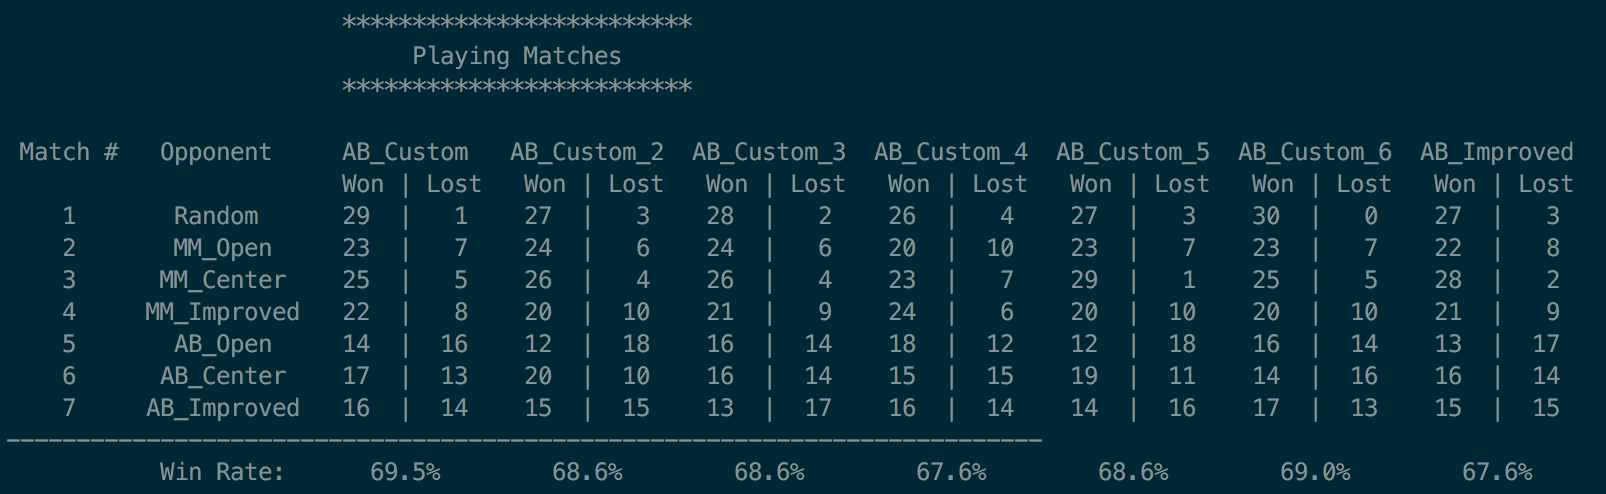 *************************
Playing Matches
*************************
Match # Opponent AB_Custom AB_Custom_2 AB_Custom_3 AB_Custom_4 AB_Custom_5 AB_Custom_6 AB_Improved
Won | Lost Won | Lost Won | Lost Won | Lost Won | Lost Won | Lost Won | Lost
1 Random 29 | 1 27 | 3 28 | 2 26 | 4 27 | 3 30 | 0 27 | 3
2 MM_Open 23 | 7 24 | 6 24 | 6 20 | 10 23 | 7 23 | 7 22 | 8
3 MM_Center 25 | 5 26 | 4 26 | 4 23 | 7 29 | 1 25 | 5 28 | 2
4 MM_Improved 22 | 8 20 | 10 21 | 9 24 | 6 20 | 10 20 | 10 21 | 9
5 AB_Open 14 | 16 12 | 18 16 | 14 18 | 12 12 | 18 16 | 14 13 | 17
6 AB_Center 17 | 13 20 | 10 16 | 14 15 | 15 19 | 11 14 | 16 16 | 14
7 AB_Improved 16 | 14 15 | 15 13 | 17 16 | 14 14 | 16 17 | 13 15 | 15
--------------------------------------------------------------------------
Win Rate: 69.5% 68.6% 68.6% 67.6% 68.6% 69.0% 67.6%